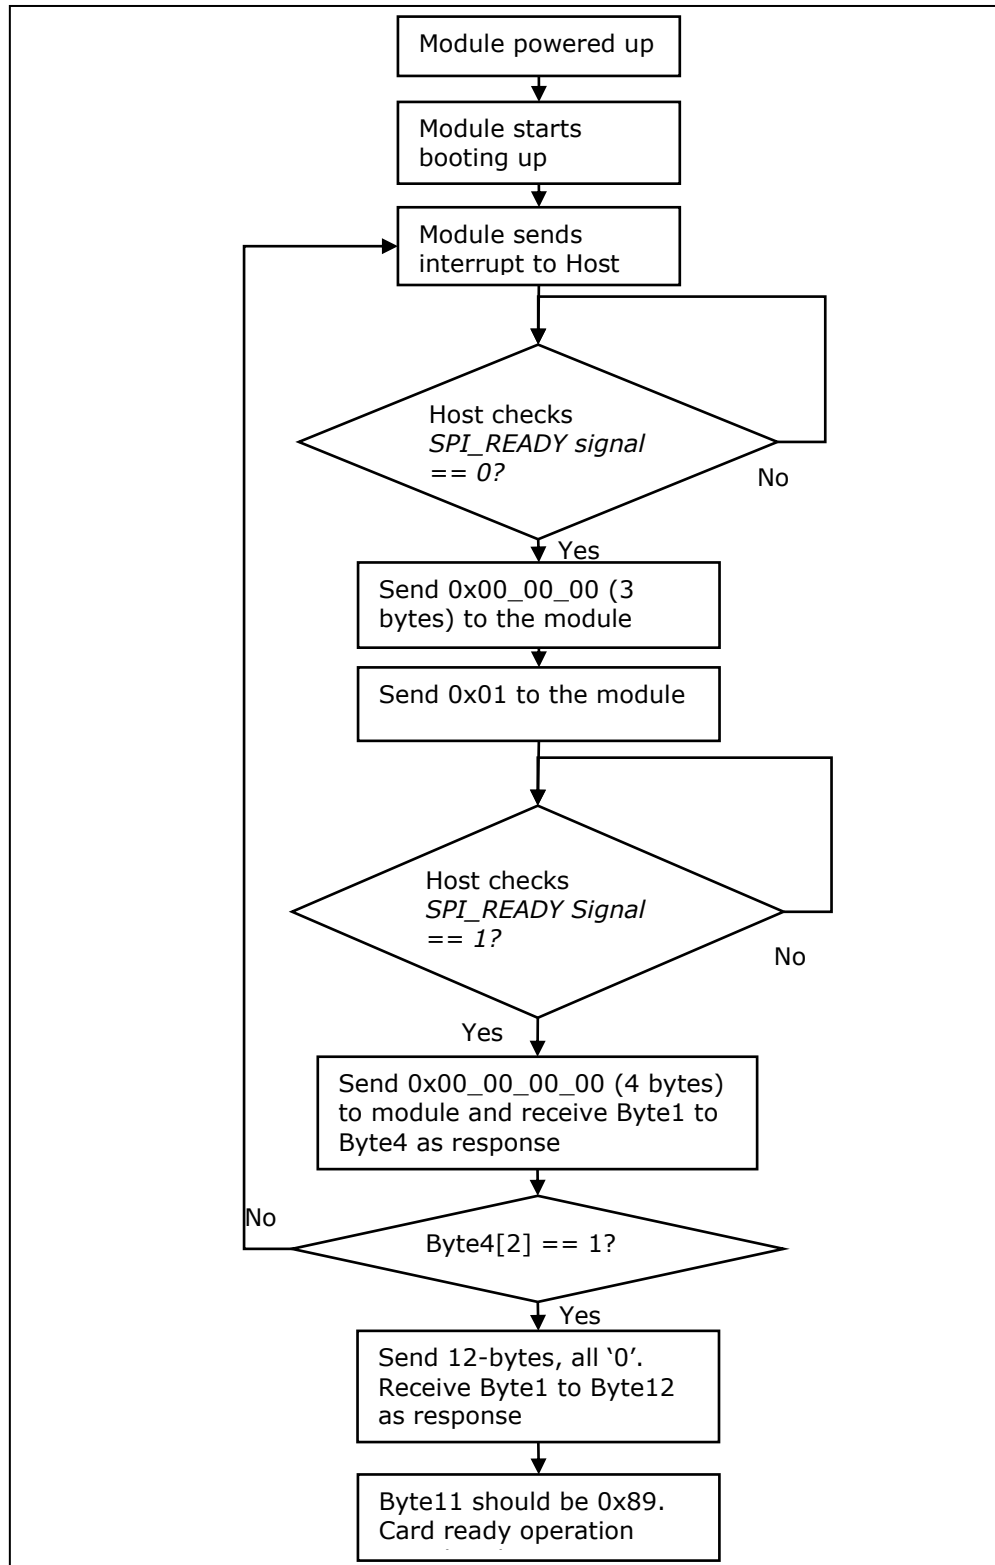 Module powered up
Module starts
booting up
Module sends
interrupt to Host
Host checks
SPI_READY signal
== 0?
No
Yes
Send 0x00_00_00 (3
bytes) to the module
Send 0x01 to the module
Host checks
SPI_READY Signal
== 1?
No
Yes
Send 0x00_00_00_00 (4 bytes)
to module and receive Byte1 to
Byte4 as response
No
Byte4[2] == 1?
Yes
Send 12-bytes, all ‘0’.
Receive Byte1 to Byte12
as response
Byte11 should be 0x89.
Card ready operation